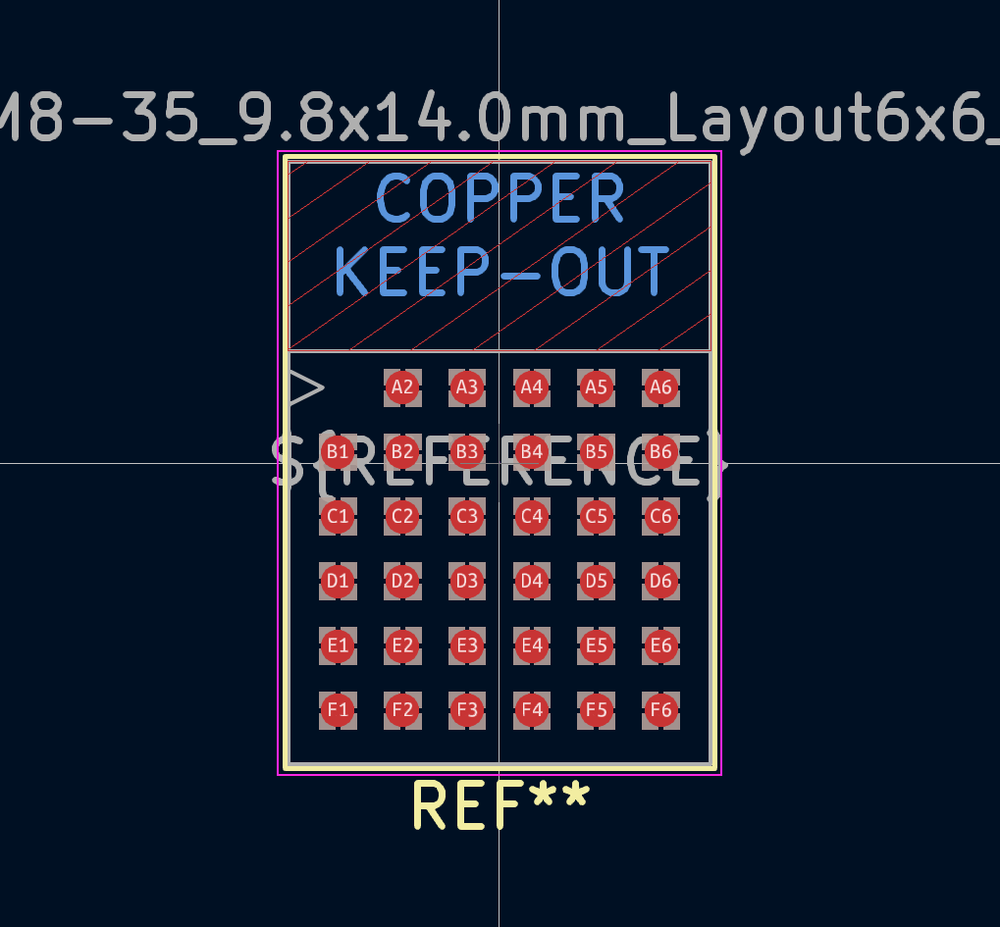 M8-35_9.8x14.0mm_Layout6x6_
COPPER
KEEP-OUT
A2 A3 A4 A5 A6
B1 B2 B3 B4 B5 B6
${REFERENCE}
C1 C2 C3 C4 C5 C6
D1 D2 D3 D4 D5 D6
E1 E2 E3 E4 E5 E6
F1 F2 F3 F4 F5 F6
REF**